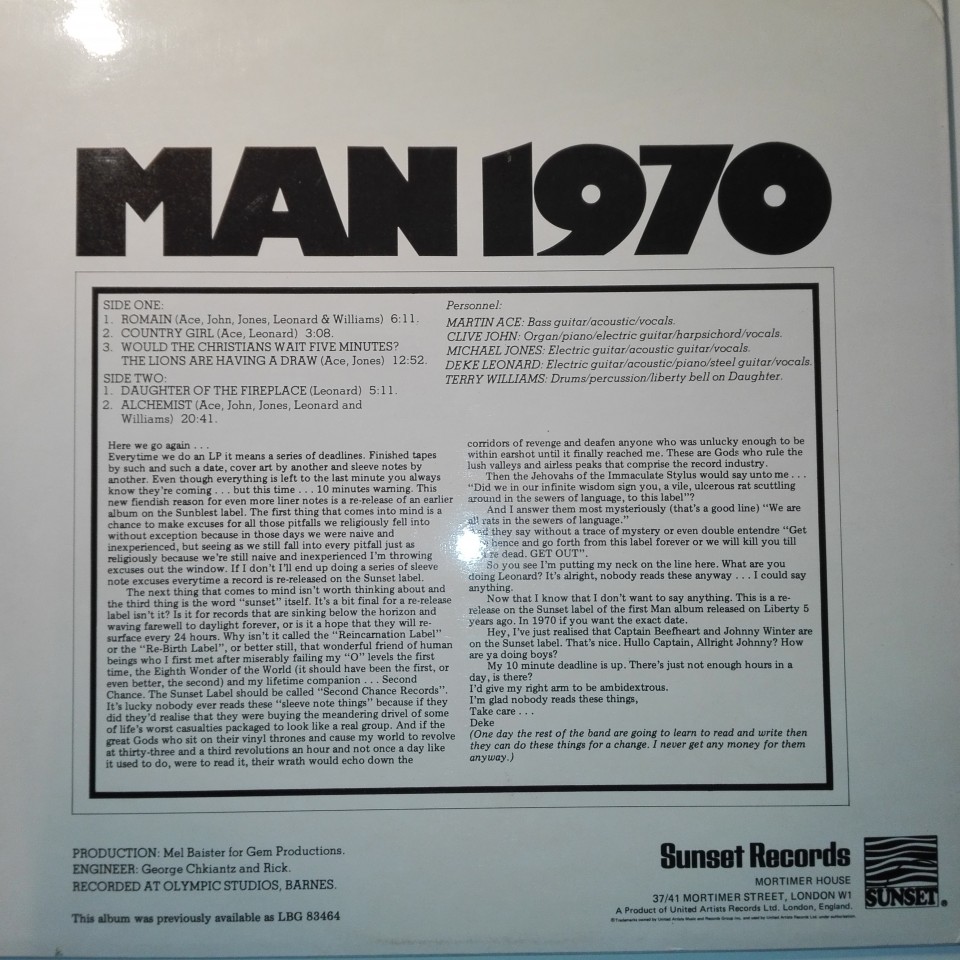 MAN 1970
SIDE ONE:
1. ROMAIN (Ace, John, Jones, Leonard & Williams) 6:11.
2. COUNTRY GIRL (Ace, Leonard) 3:08.
3. WOULD THE CHRISTIANS WAIT FIVE MINUTES?
THE LIONS ARE HAVING A DRAW (Ace, Jones) 12:52.
SIDE TWO:
1. DAUGHTER OF THE FIREPLACE (Leonard) 5:11.
2. ALCHEMIST (Ace, John, Jones, Leonard and
Williams) 20:41.
Personnel:
MARTIN ACE: Bass guitar/acoustic/vocals.
CLIVE JOHN: Organ/piano/electric guitar/harpsichord/vocals.
MICHAEL JONES: Electric guitar/acoustic guitar/vocals.
DEKE LEONARD: Electric guitar/acoustic/piano/steel guitar/vocals.
TERRY WILLIAMS: Drums/percussion/liberty bell on Daughter.
Here we go again . . .
Everytime we do an LP it means a series of deadlines. Finished tapes
by such and such a date, cover art by another and sleeve notes by
another. Even though everything is left to the last minute you always
know they're coming . . . but this time . . . 10 minutes warning. This
new fiendish reason for even more liner notes is a re-release of an earlier
album on the Sunblest label. The first thing that comes into mind is a
chance to make excuses for all those pitfalls we religiously fell into
without exception because in those days we were naive and
inexperienced, but seeing as we still fall into every pitfall just as
religiously because we're still naive and inexperienced I'm throwing
excuses out the window. If I don't I'll end up doing a series of sleeve
note excuses everytime a record is re-released on the Sunset label.
The next thing that comes to mind isn't worth thinking about and
the third thing is the word "sunset" itself. It's a bit final for a re-release
label isn't it? Is it for records that are sinking below the horizon and
waving farewell to daylight forever, or is it a hope that they will re-
surface every 24 hours. Why isn't it called the "Reincarnation Label"
or the "Re-Birth Label", or better still, that wonderful friend of human
beings who I first met after miserably failing my "O" levels the first
time, the Eighth Wonder of the World (it should have been the first, or
even better, the second) and my lifetime companion . . . Second
Chance. The Sunset Label should be called "Second Chance Records".
It's lucky nobody ever reads these "sleeve note things" because if they
did they'd realise that they were buying the meandering drivel of some
of life's worst casualties packaged to look like a real group. And if the
great Gods who sit on their vinyl thrones and cause my world to revolve
at thirty-three and a third revolutions an hour and not once a day like
it used to do, were to read it, their wrath would echo down the
corridors of revenge and deafen anyone who was unlucky enough to be
within earshot until it finally reached me. These are Gods who rule the
lush valleys and airless peaks that comprise the record industry.
Then the Jehovahs of the Immaculate Stylus would say unto me . . .
"Did we in our infinite wisdom sign you, a vile, ulcerous rat scuttling
around in the sewers of language, to this label"?
And I answer them most mysteriously (that's a good line) "We are
all rats in the sewers of language."
And they say without a trace of mystery or even double entendre "Get
hence and go forth from this label forever or we will kill you till
dead. GET OUT".
So you see I'm putting my neck on the line here. What are you
doing Leonard? It's alright, nobody reads these anyway . . . I could say
anything.
Now that I know that I don't want to say anything. This is a re-
release on the Sunset label of the first Man album released on Liberty 5
years ago. In 1970 if you want the exact date.
Hey, I've just realised that Captain Beefheart and Johnny Winter are
on the Sunset label. That's nice. Hullo Captain, Allright Johnny? How
are ya doing boys?
My 10 minute deadline is up. There's just not enough hours in a
day, is there?
I'd give my right arm to be ambidextrous.
I'm glad nobody reads these things,
Take care . . .
Deke
(One day the rest of the band are going to learn to read and write then
they can do these things for a change. I never get any money for them
anyway.)
PRODUCTION: Mel Baister for Gem Productions.
ENGINEER: George Chkiantz and Rick.
RECORDED AT OLYMPIC STUDIOS, BARNES.
This album was previously available as LBG 83464
Sunset Records
MORTIMER HOUSE
37/41 MORTIMER STREET, LONDON W1
A Product of United Artists Records Ltd. London, England.
SUNSET®